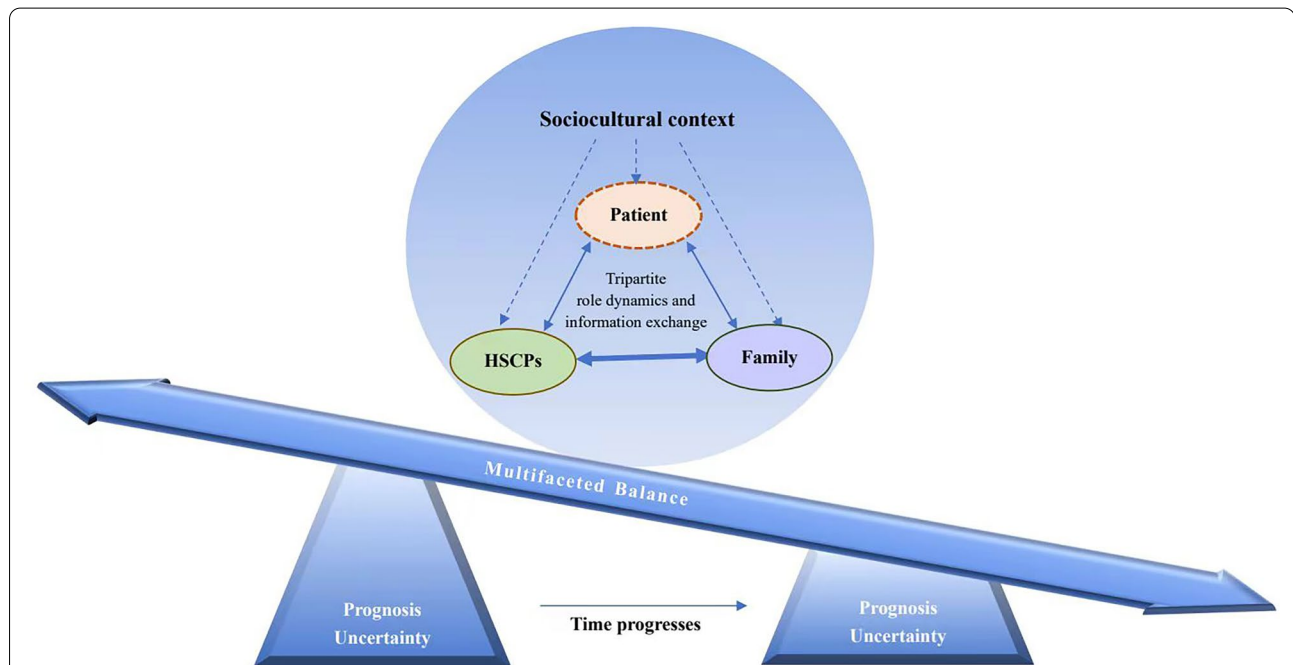 Sociocultural context
Patient
Tripartite
role dynamics and
information exchange
HSCPs
Family
Multifaceted Balance
Prognosis
Uncertainty
Time progresses
Prognosis
Uncertainty